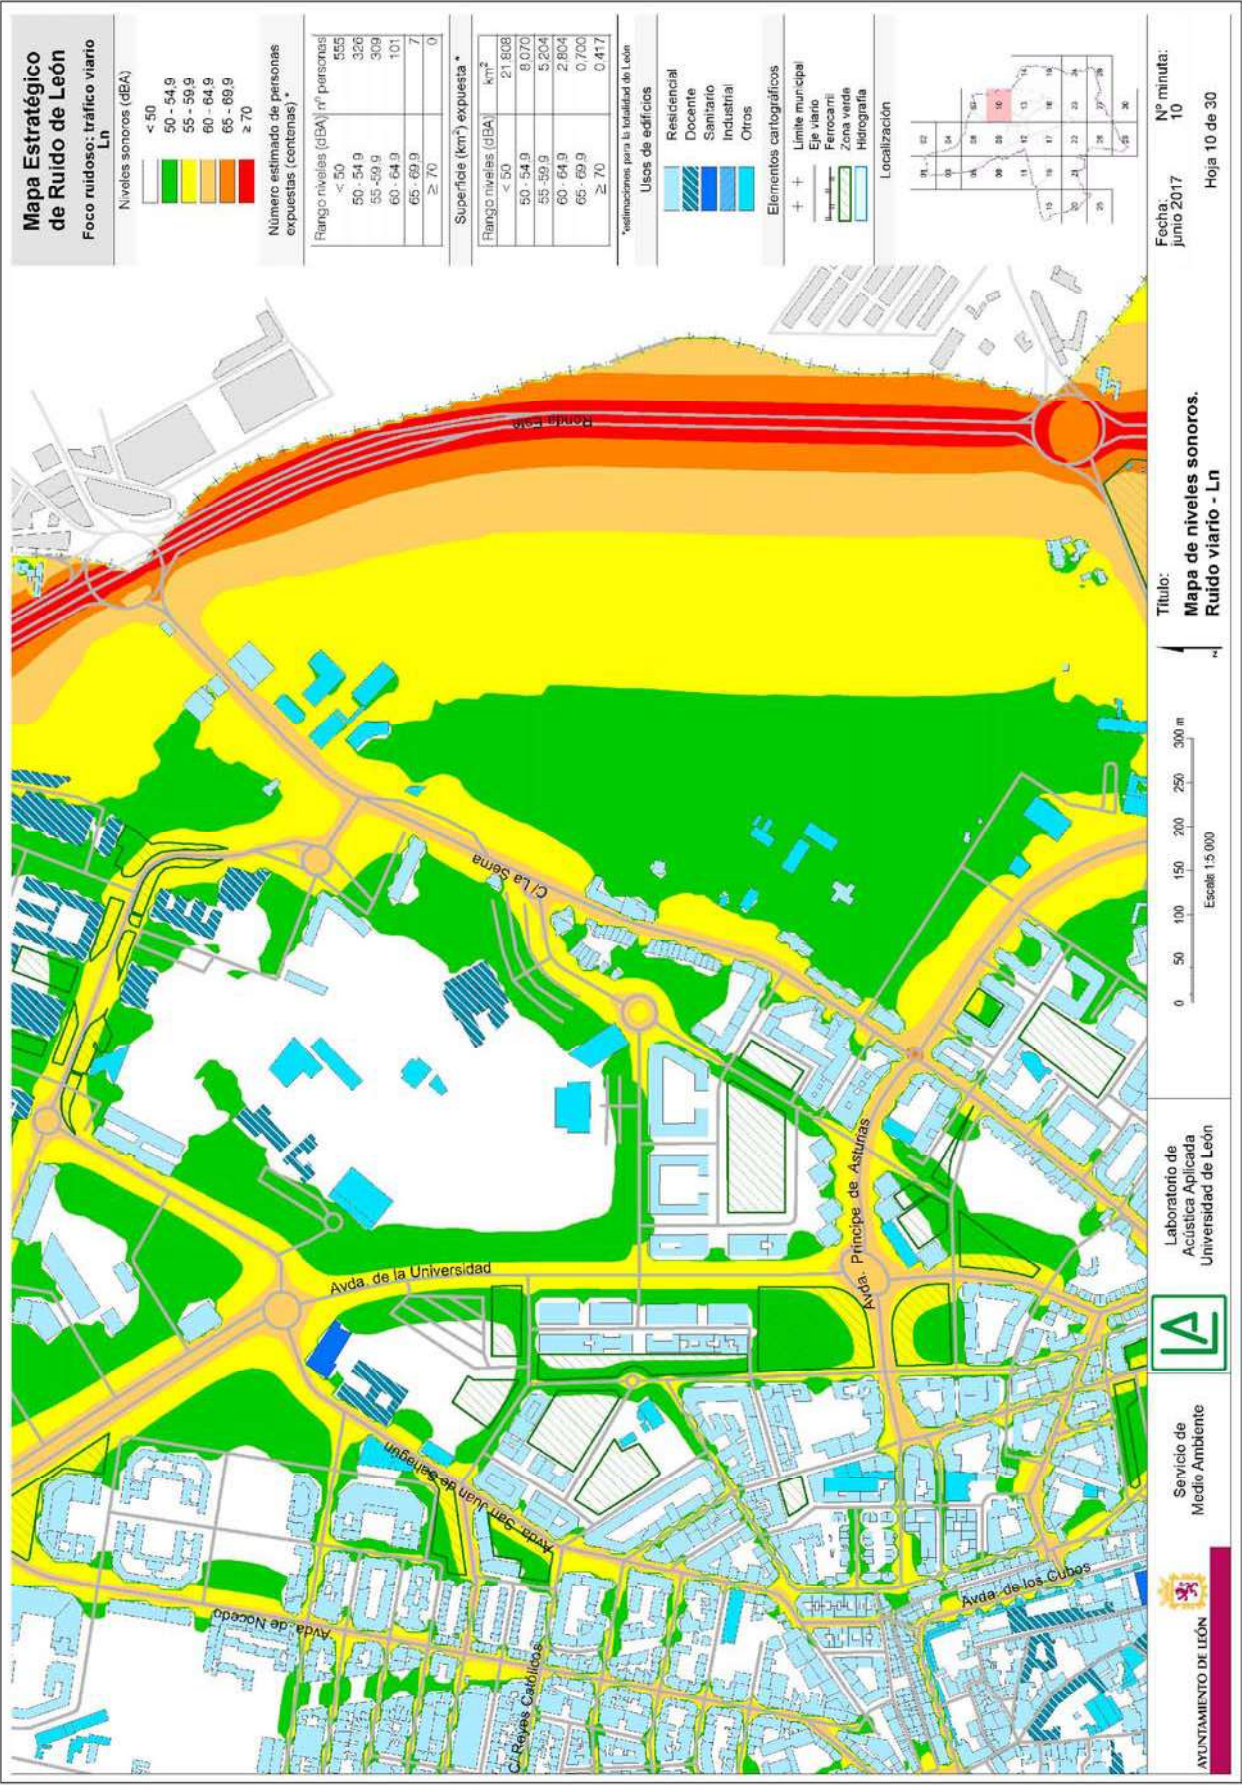 Mapa Estratégico
de Ruido de León
Foco ruidoso: tráfico viario
Ln
Niveles sonoros (dBA)
< 50
50 - 54,9
55 - 59,9
60 - 64,9
65 - 69,9
≥ 70
Número estimado de personas
expuestas (centenas) *
Rango niveles (dBA) nº personas
< 50 555
50 - 54,9 326
55 -59,9 309
60 - 64,9 101
65 - 69,9 7
≥ 70 0
Superficie (km²) expuesta *
Rango niveles (dBA) km²
< 50 21,808
50 - 54,9 8,070
55 -59,9 5,204
60 - 64,9 2,804
65 - 69,9 0,700
≥ 70 0,417
*estimaciones para la totalidad de León
Usos de edificios
Residencial
Docente
Sanitario
Industrial
Otros
Elementos cartográficos
Límite municipal
Eje viario
Ferrocarril
Zona verde
Hidrografía
Localización
Fecha:
junio 2017
Nº minuta:
10
Hoja 10 de 30
Ronda Este
C/ La Serna
Avda. de la Universidad
Avda. Príncipe de Asturias
Avda. San Juan de Sahagún
Avda. de Nocedo
C/ Reyes Católicos
Avda. de los Cubos
AYUNTAMIENTO DE LEÓN
Servicio de
Medio Ambiente
LA
Laboratorio de
Acústica Aplicada
Universidad de León
0 50 100 150 200 250 300 m
Escala 1:5 000
N
Título:
Mapa de niveles sonoros.
Ruido viario - Ln